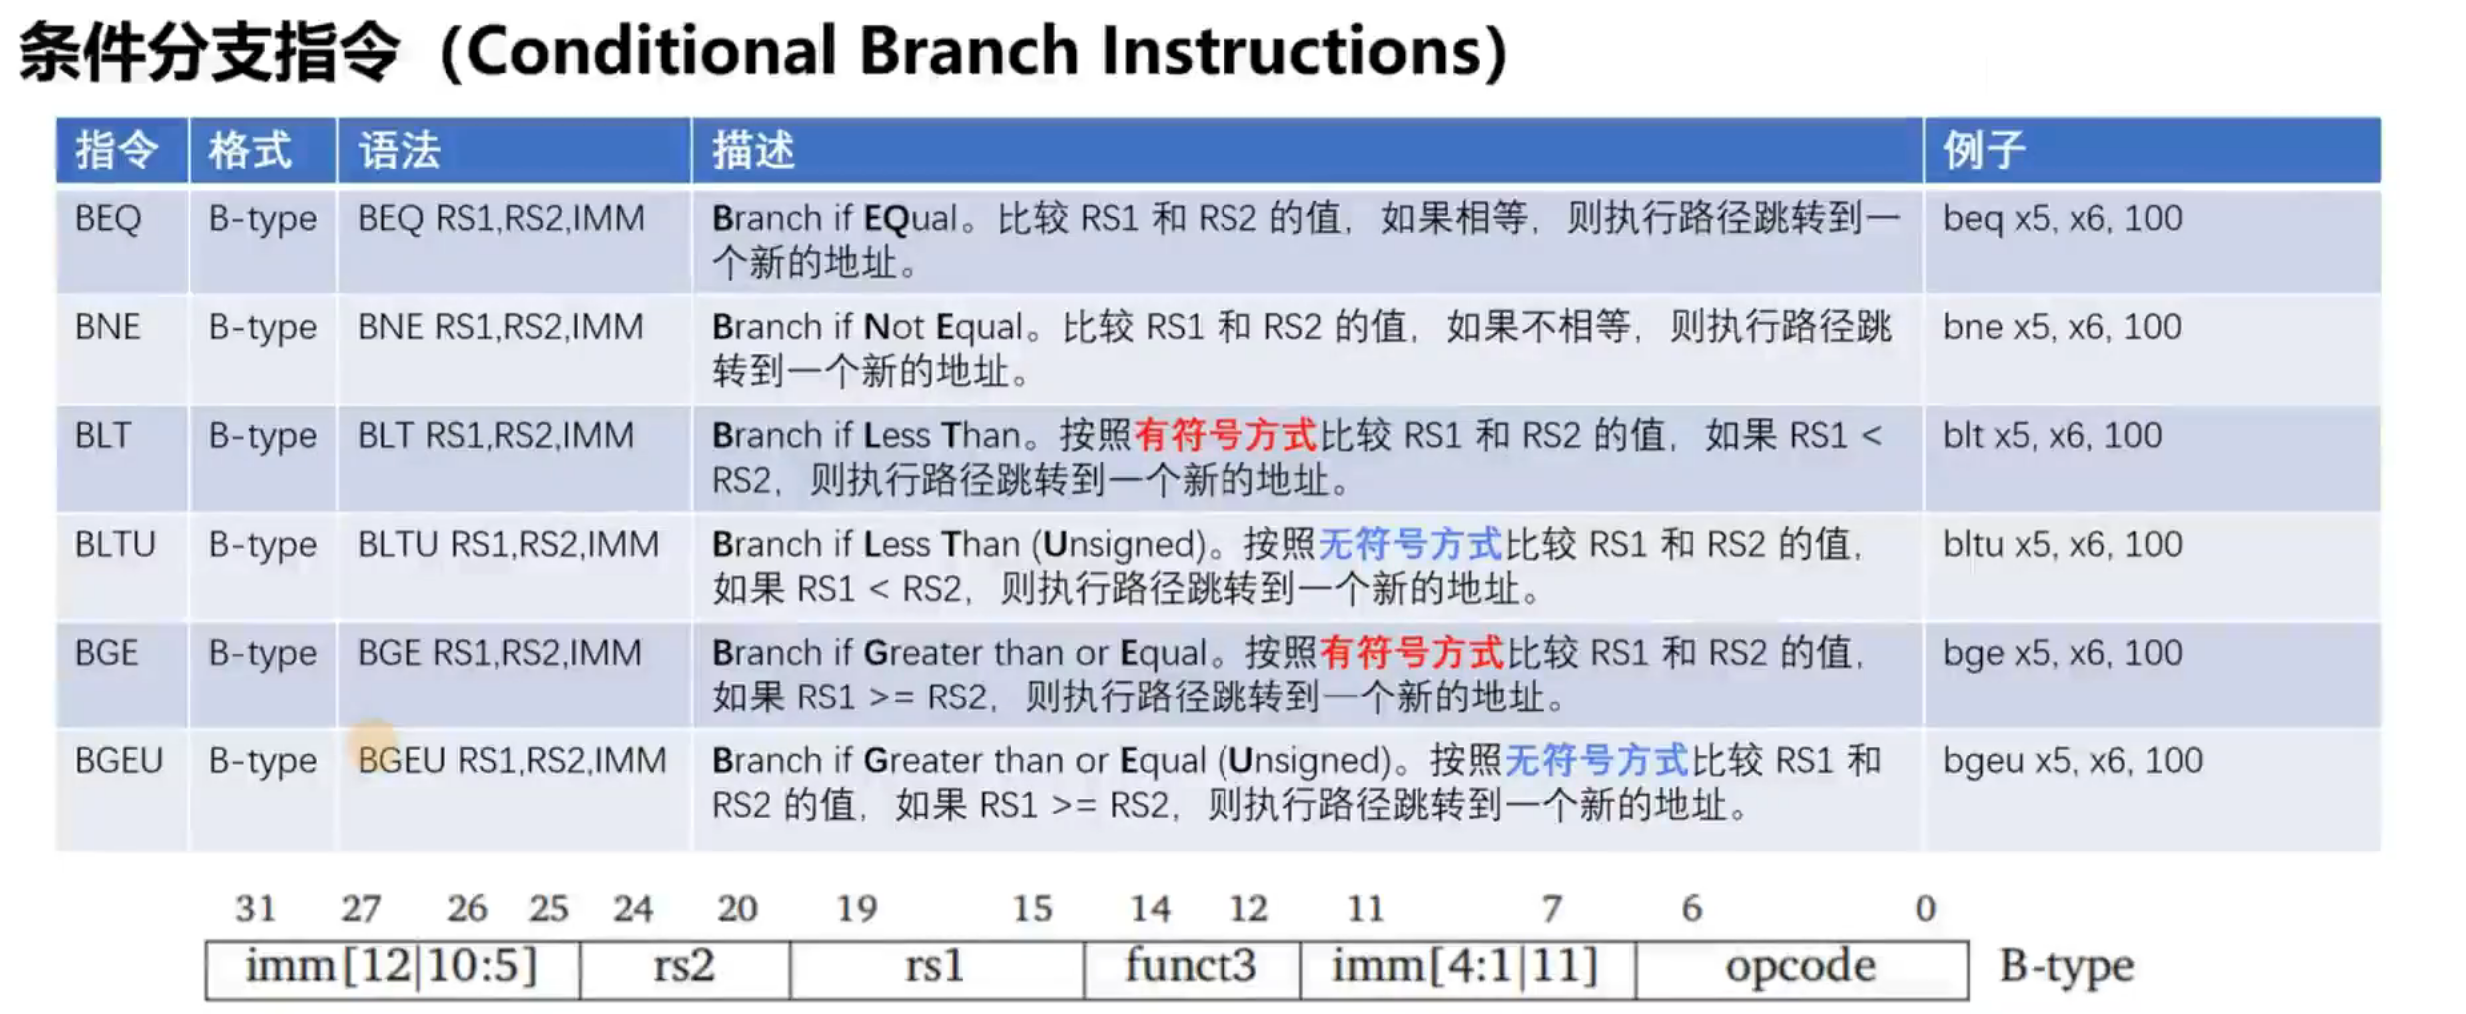 条件分支指令（Conditional Branch Instructions）
指令 格式 语法 描述 例子
BEQ B-type BEQ RS1,RS2,IMM Branch if EQual。比较 RS1 和 RS2 的值，如果相等，则执行路径跳转到一 beq x5, x6, 100
个新的地址。
BNE B-type BNE RS1,RS2,IMM Branch if Not Equal。比较 RS1 和 RS2 的值，如果不相等，则执行路径跳 bne x5, x6, 100
转到一个新的地址。
BLT B-type BLT RS1,RS2,IMM Branch if Less Than。按照有符号方式比较 RS1 和 RS2 的值，如果 RS1 < blt x5, x6, 100
RS2，则执行路径跳转到一个新的地址。
BLTU B-type BLTU RS1,RS2,IMM Branch if Less Than (Unsigned)。按照无符号方式比较 RS1 和 RS2 的值， bltu x5, x6, 100
如果 RS1 < RS2，则执行路径跳转到一个新的地址。
BGE B-type BGE RS1,RS2,IMM Branch if Greater than or Equal。按照有符号方式比较 RS1 和 RS2 的值， bge x5, x6, 100
如果 RS1 >= RS2，则执行路径跳转到一个新的地址。
BGEU B-type BGEU RS1,RS2,IMM Branch if Greater than or Equal (Unsigned)。按照无符号方式比较 RS1 和 bgeu x5, x6, 100
RS2 的值，如果 RS1 >= RS2，则执行路径跳转到一个新的地址。
31 27 26 25 24 20 19 15 14 12 11 7 6 0
imm[12|10:5] rs2 rs1 funct3 imm[4:1|11] opcode B-type